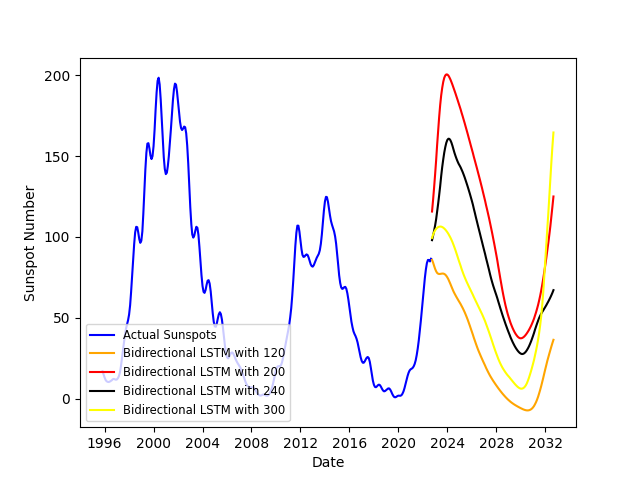 200
150
100
50
0
Sunspot Number
Actual Sunspots
Bidirectional LSTM with 120
Bidirectional LSTM with 200
Bidirectional LSTM with 240
Bidirectional LSTM with 300
1996 2000 2004 2008 2012 2016 2020 2024 2028 2032
Date